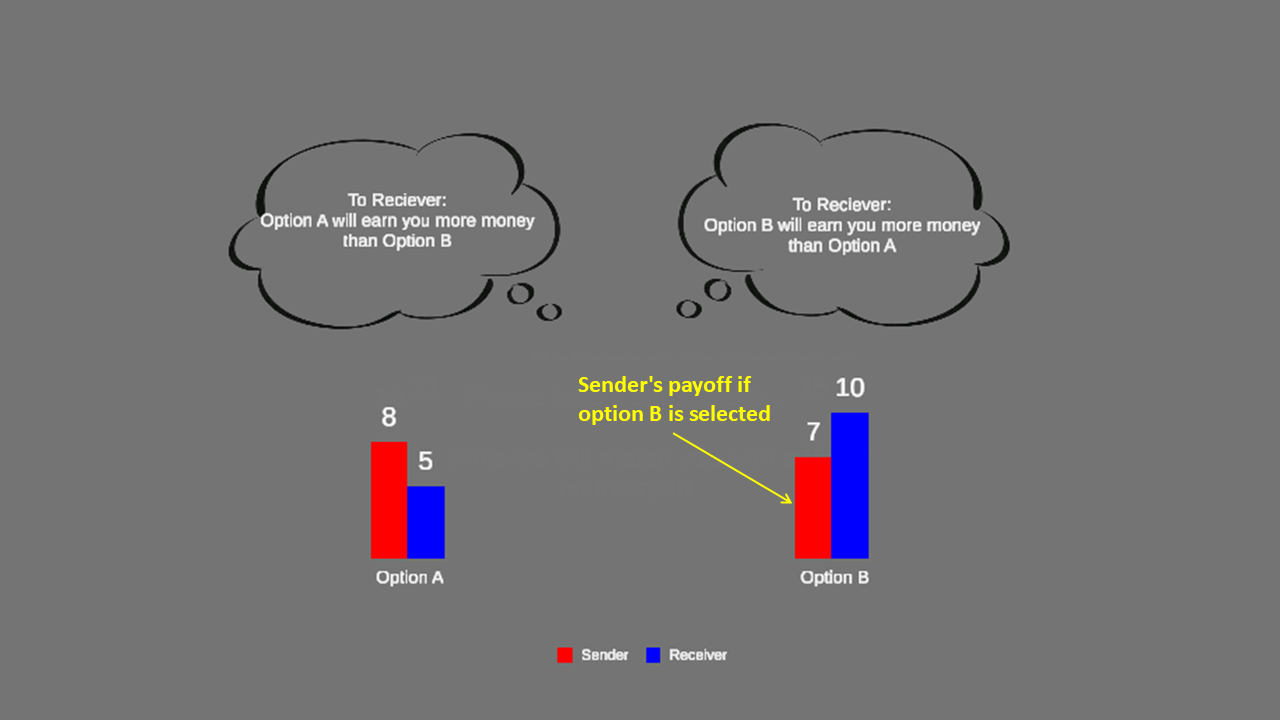 To Reciever:
Option A will earn you more money
than Option B
To Reciever:
Option B will earn you more money
than Option A
Sender's payoff if
option B is selected
8
5
7
10
Option A
Option B
Sender
Receiver